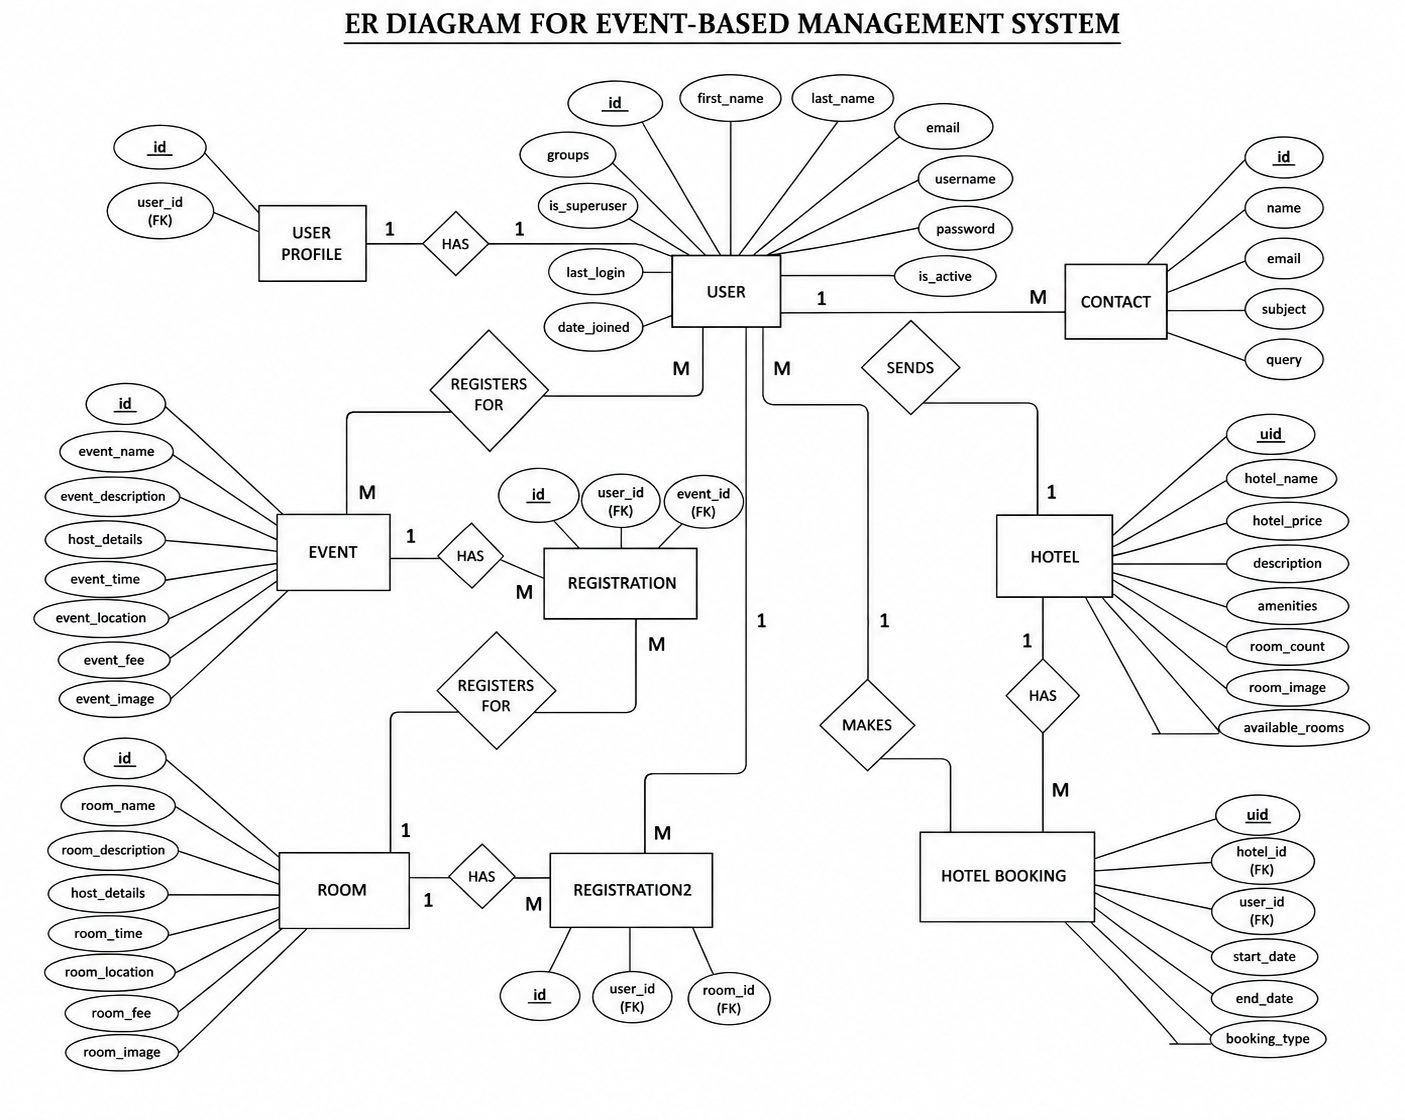 ER DIAGRAM FOR EVENT-BASED MANAGEMENT SYSTEM
id
first_name
last_name
email
groups
username
is_superuser
password
last_login
is_active
date_joined
USER
id
user_id
(FK)
USER
PROFILE
1
HAS
1
1
M
CONTACT
id
name
email
subject
query
SENDS
M
M
REGISTERS
FOR
M
id
event_name
event_description
host_details
event_time
event_location
event_fee
event_image
EVENT
1
HAS
M
id
user_id
(FK)
event_id
(FK)
REGISTRATION
M
REGISTERS
FOR
1
1
1
MAKES
1
HOTEL
uid
hotel_name
hotel_price
description
amenities
room_count
room_image
available_rooms
1
HAS
M
id
room_name
room_description
host_details
room_time
room_location
room_fee
room_image
ROOM
1
HAS
M
M
REGISTRATION2
id
user_id
(FK)
room_id
(FK)
HOTEL BOOKING
uid
hotel_id
(FK)
user_id
(FK)
start_date
end_date
booking_type